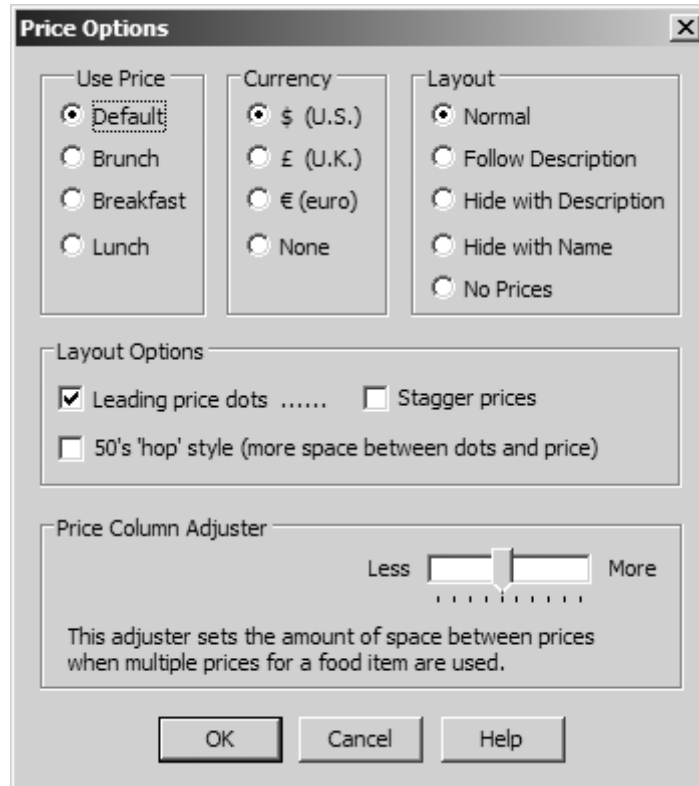 Price Options
Use Price
Default
Brunch
Breakfast
Lunch
Currency
$ (U.S.)
£ (U.K.)
€ (euro)
None
Layout
Normal
Follow Description
Hide with Description
Hide with Name
No Prices
Layout Options
Leading price dots ......
Stagger prices
50's 'hop' style (more space between dots and price)
Price Column Adjuster
Less
More
This adjuster sets the amount of space between prices
when multiple prices for a food item are used.
OK
Cancel
Help